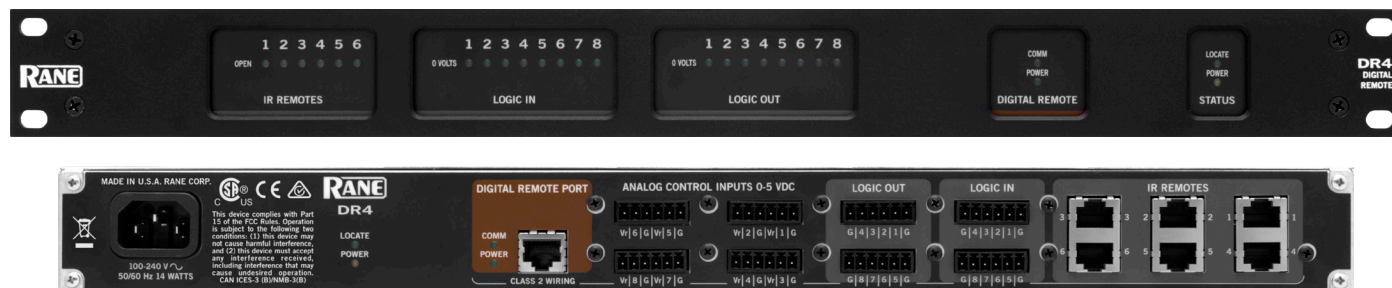 RANE
1 2 3 4 5 6
OPEN
IR REMOTES
1 2 3 4 5 6 7 8
0 VOLTS
LOGIC IN
1 2 3 4 5 6 7 8
0 VOLTS
LOGIC OUT
COMM
POWER
DIGITAL REMOTE
LOCATE
POWER
STATUS
DR4
DIGITAL
REMOTE
MADE IN U.S.A. RANE CORP.
100-240 V
50/60 Hz 14 WATTS
SP®
C US
CE
This device complies with Part
15 of the FCC Rules. Operation
is subject to the following two
conditions: (1) this device may
not cause harmful interference,
and (2) this device must accept
any interference received,
including interference that may
cause undesired operation.
CAN ICES-3 (B)/NMB-3(B)
RANE
DR4
LOCATE
POWER
DIGITAL REMOTE PORT
COMM
POWER
CLASS 2 WIRING
ANALOG CONTROL INPUTS 0-5 VDC
Vr|6|G|Vr|5|G
Vr|2|G|Vr|1|G
Vr|8|G|Vr|7|G
Vr|4|G|Vr|3|G
LOGIC OUT
G|4|3|2|1|G
G|8|7|6|5|G
LOGIC IN
G|4|3|2|1|G
G|8|7|6|5|G
IR REMOTES
3 3 2 2 1 1
6 6 5 5 4 4